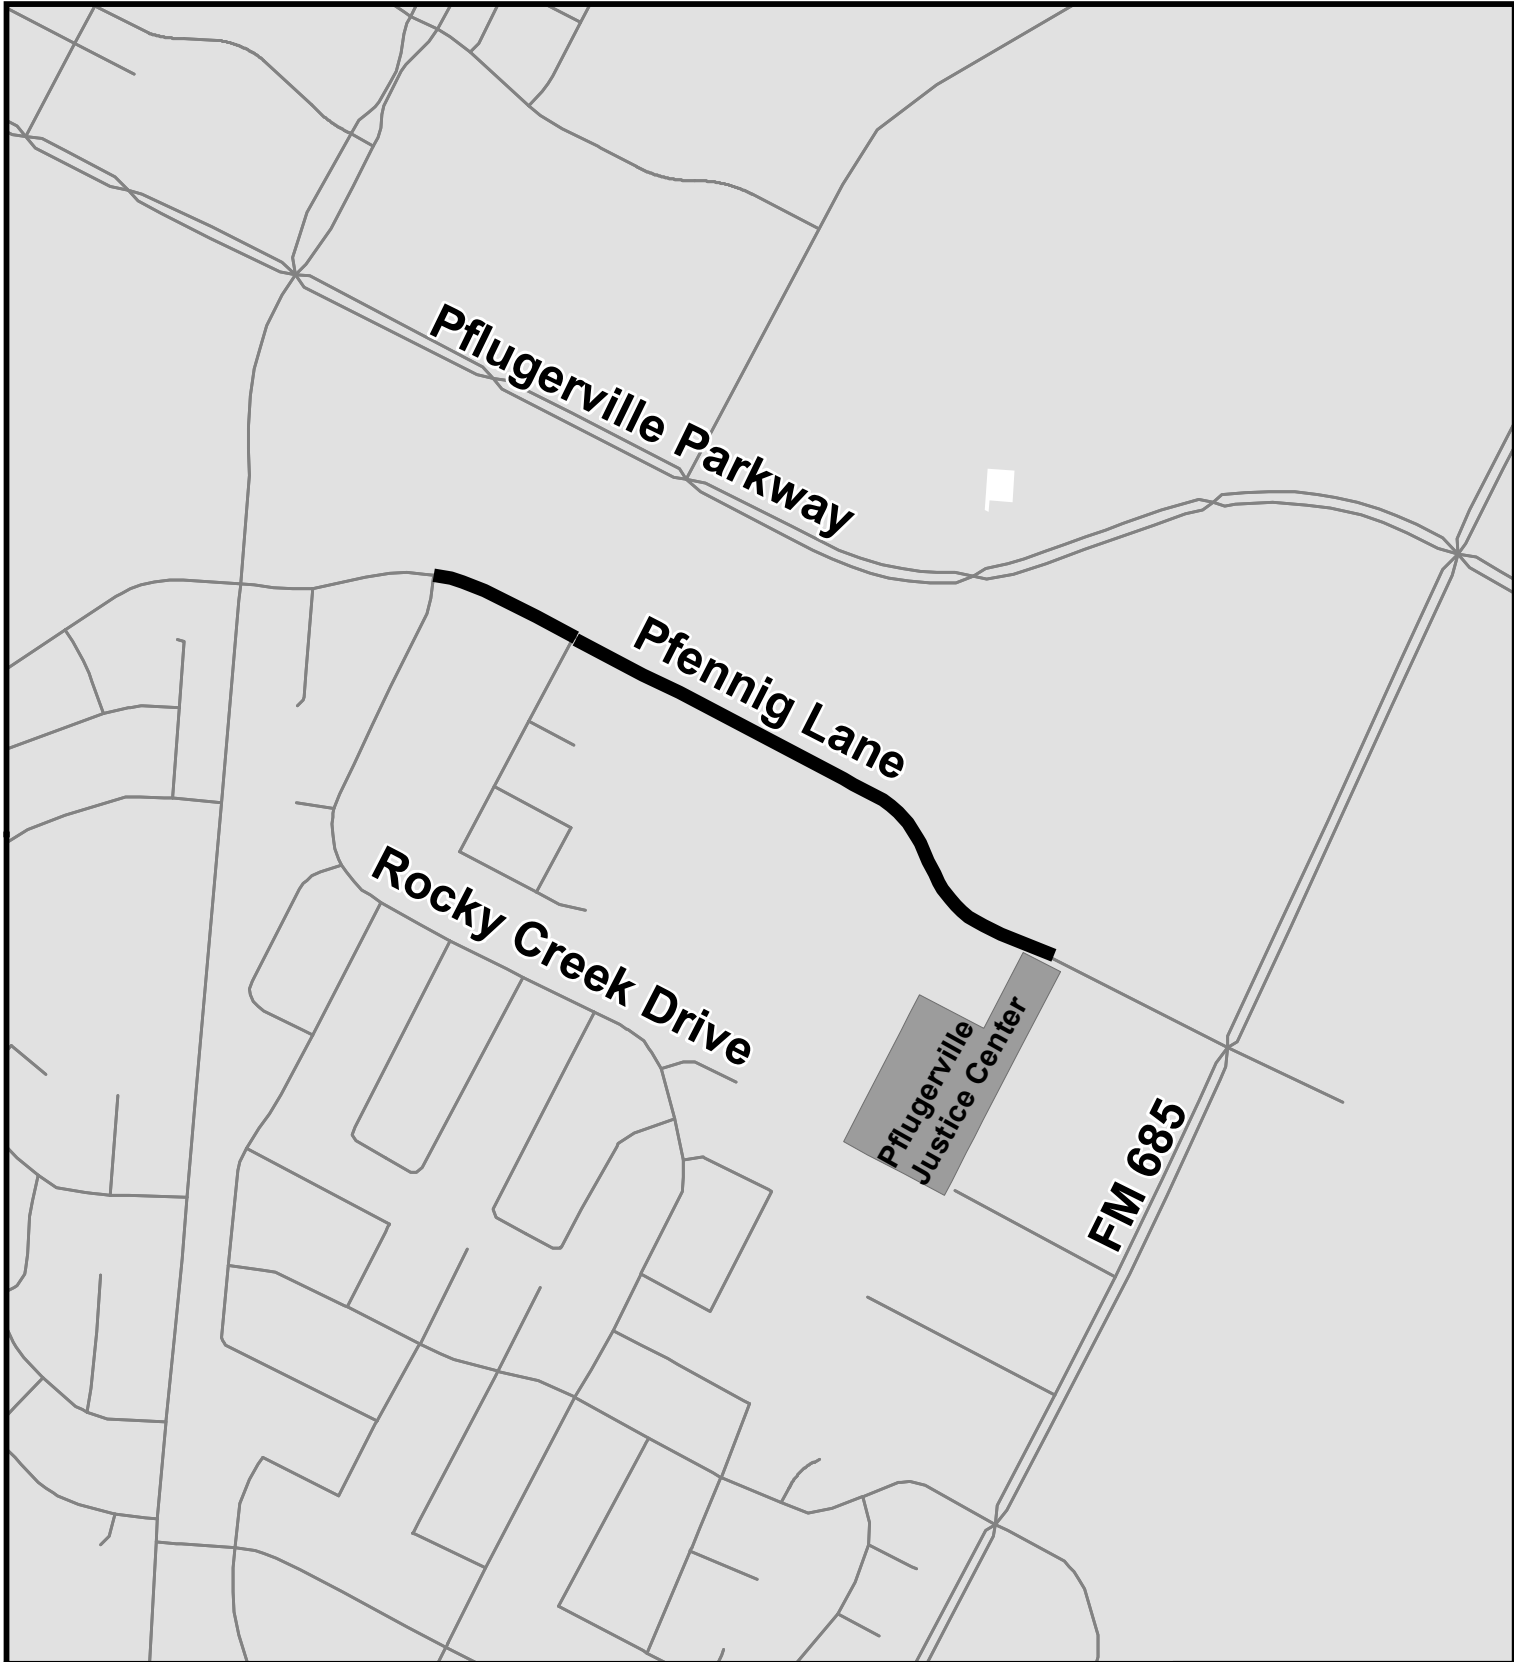 Pflugerville Parkway
Pfennig Lane
Rocky Creek Drive
Pflugerville
Justice Center
FM 685